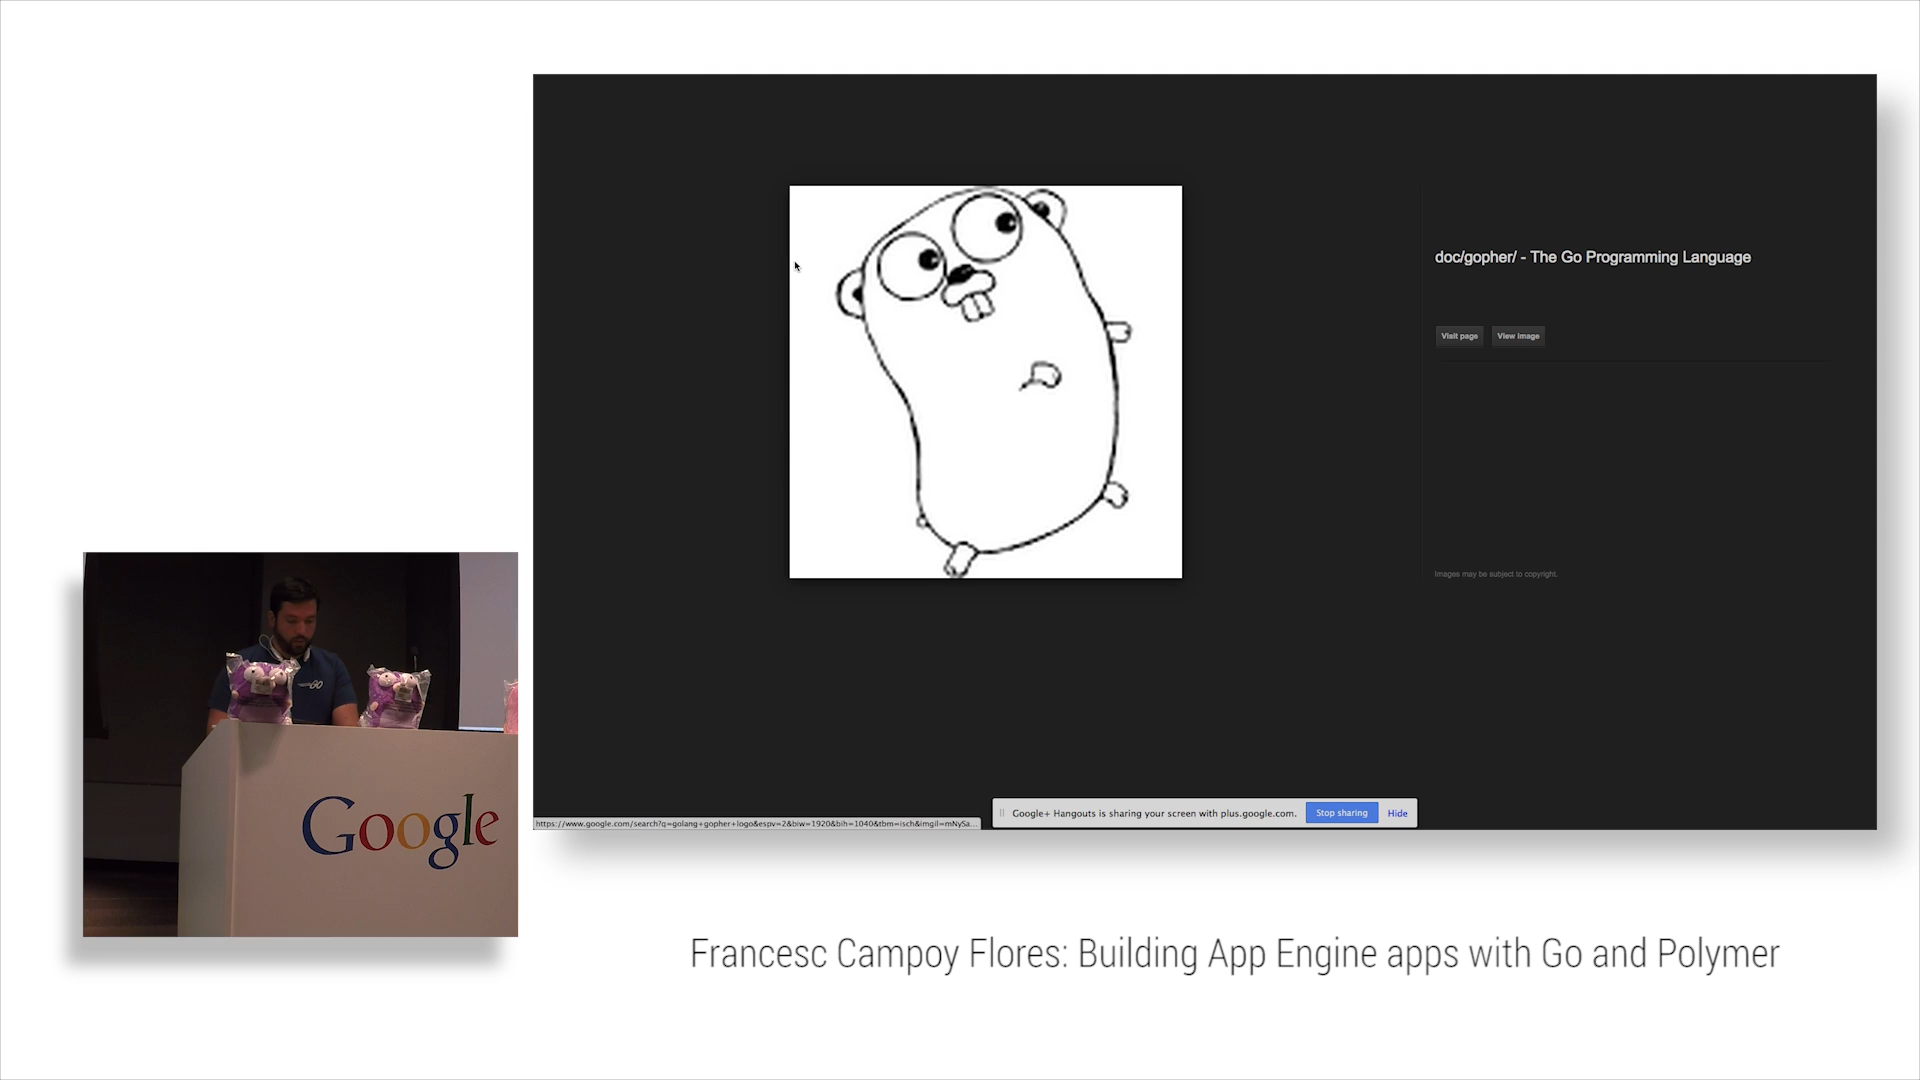 doc/gopher/ - The Go Programming Language
Visit page
View image
Images may be subject to copyright.
Google+ Hangouts is sharing your screen with plus.google.com.
Stop sharing
Hide
https://www.google.com/search?q=golang+gopher+logo&espv=2&biw=1920&bih=1040&tbm=isch&imgil=mNySa...
GO
Google
Francesc Campoy Flores: Building App Engine apps with Go and Polymer